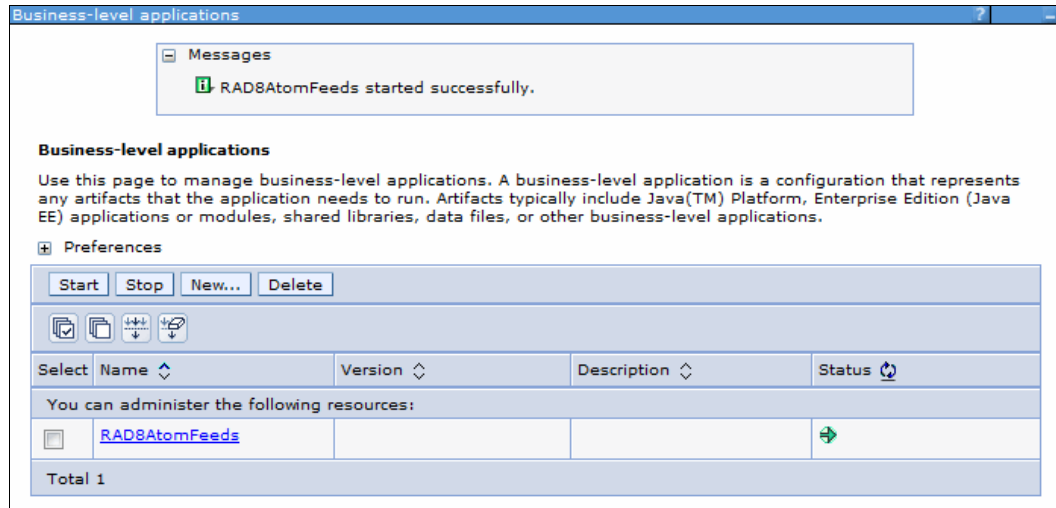 Business-level applications ? –
Messages
RAD8AtomFeeds started successfully.
Business-level applications
Use this page to manage business-level applications. A business-level application is a configuration that represents
any artifacts that the application needs to run. Artifacts typically include Java(TM) Platform, Enterprise Edition (Java
EE) applications or modules, shared libraries, data files, or other business-level applications.
Preferences
Start Stop New... Delete
Select Name Version Description Status
You can administer the following resources:
RAD8AtomFeeds
Total 1